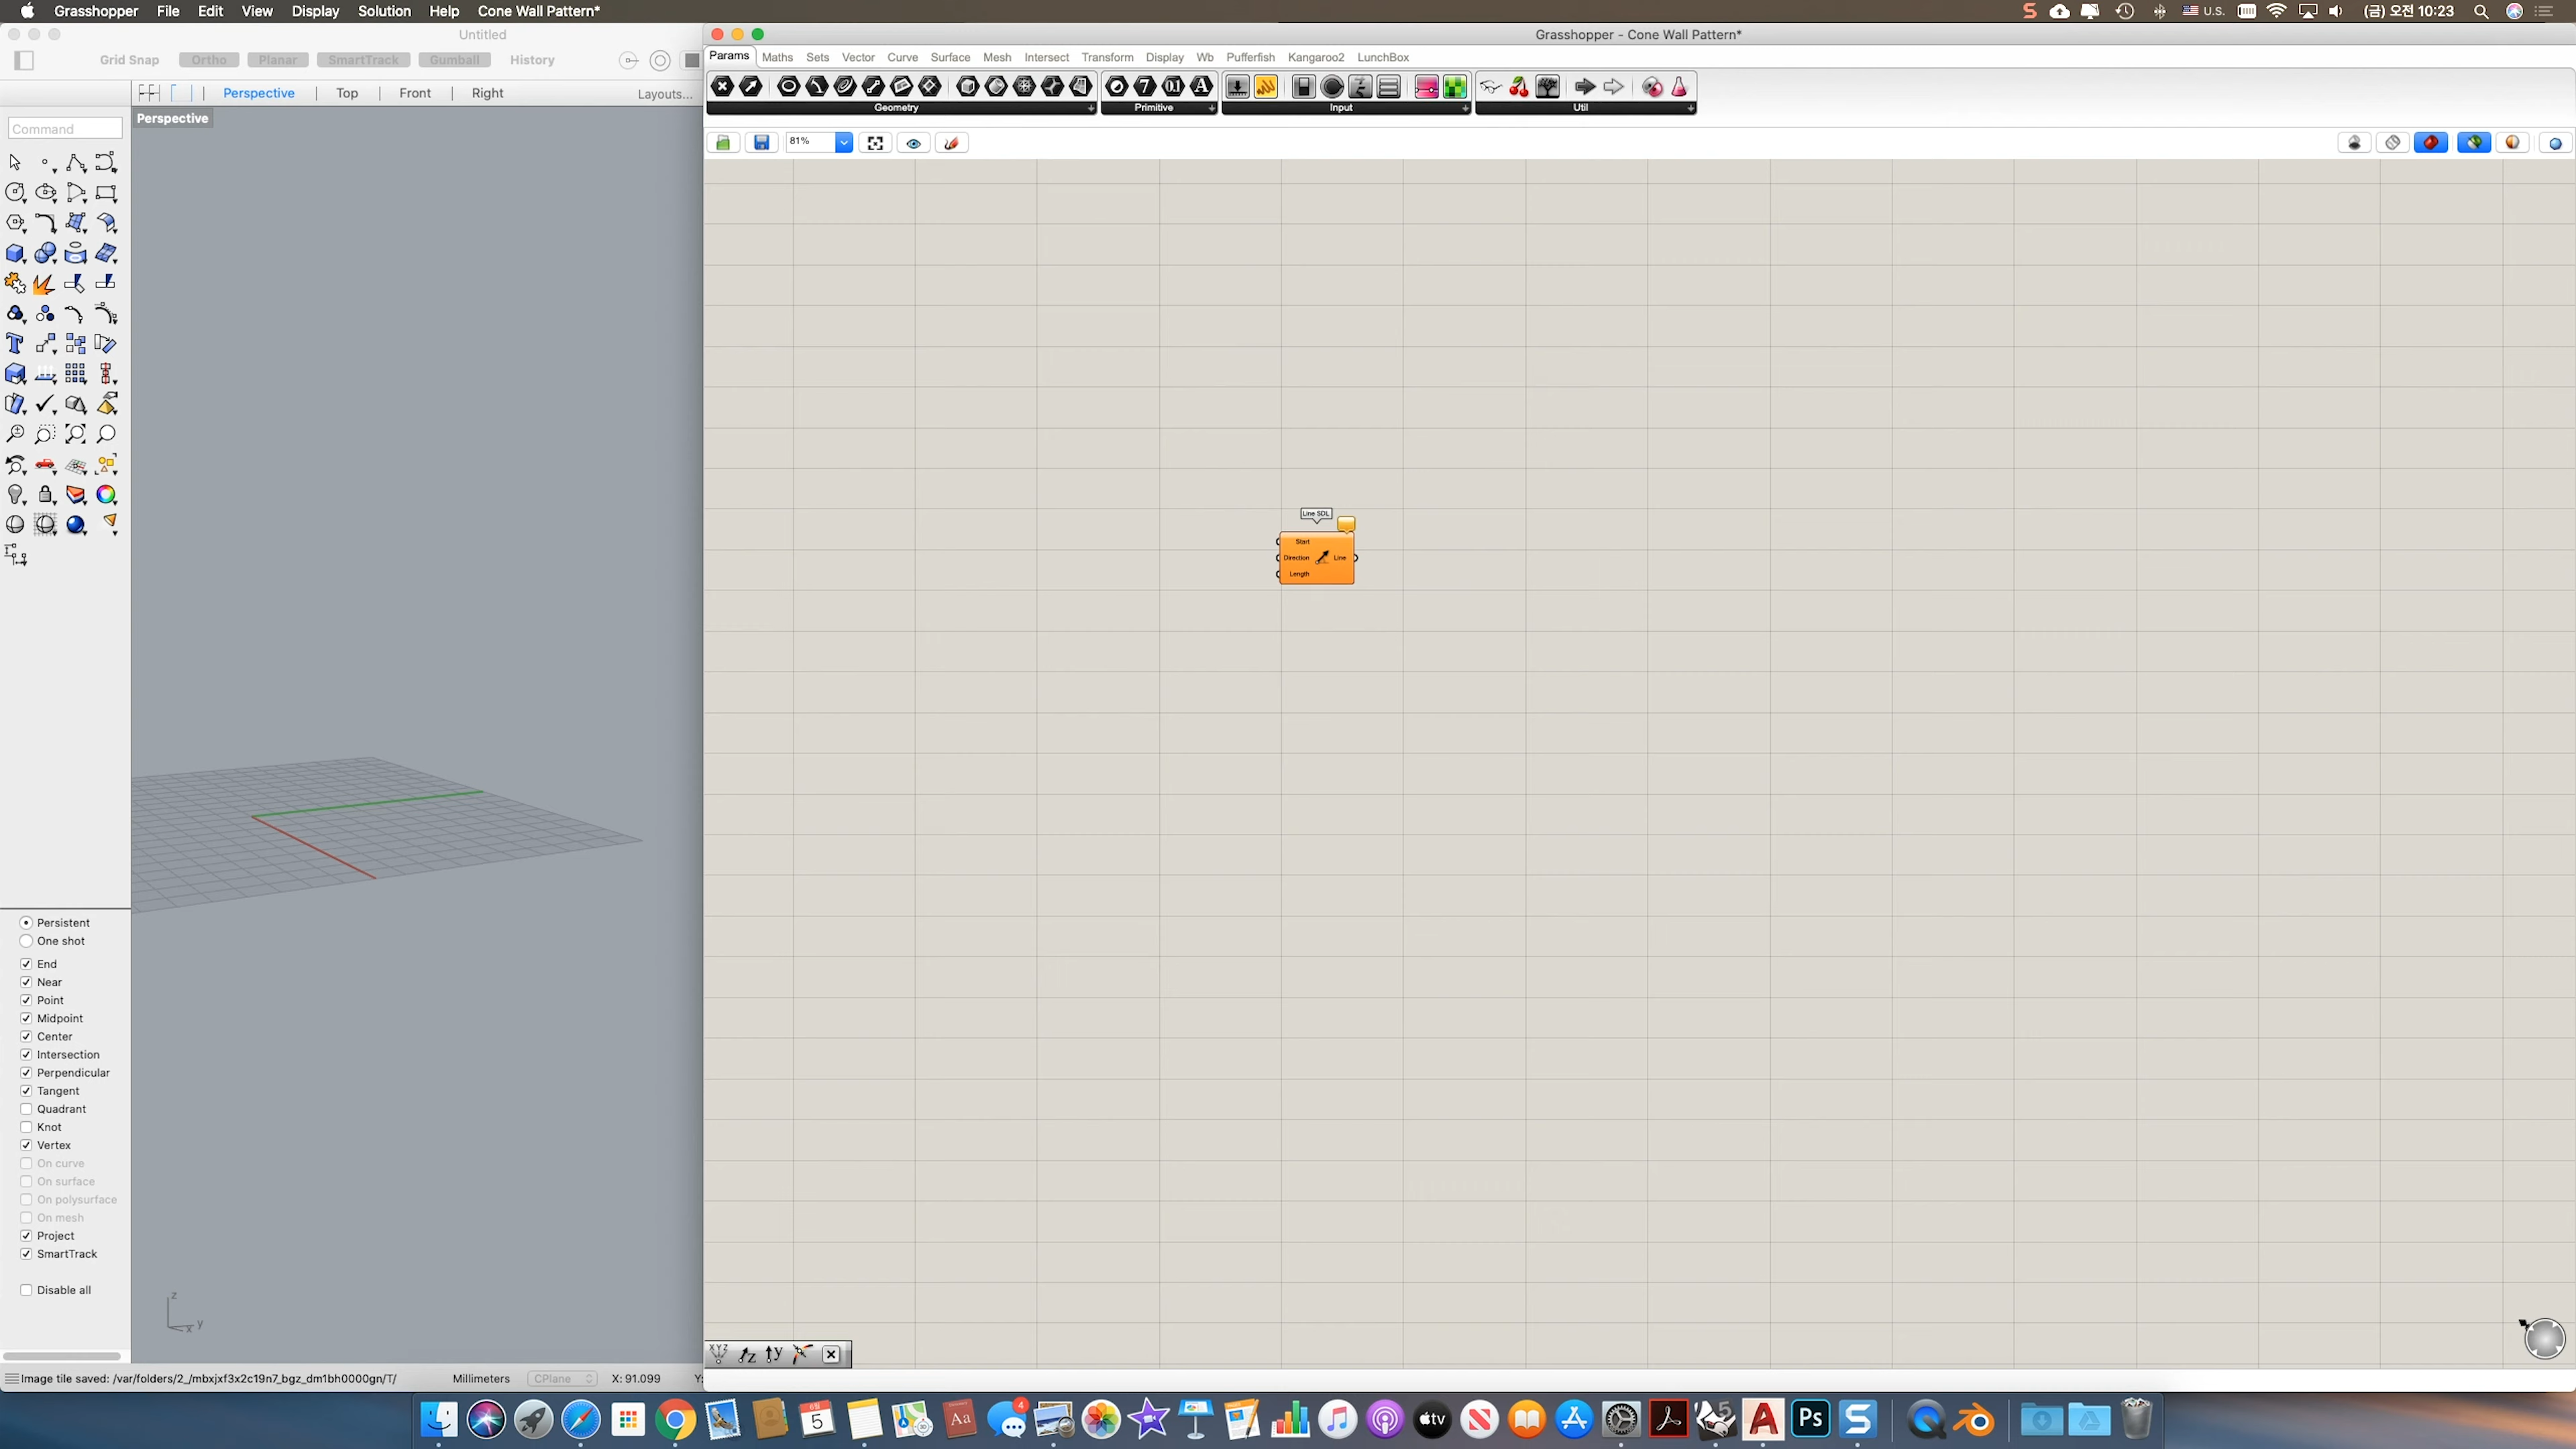 Grasshopper File Edit View Display Solution Help Cone Wall Pattern*
U.S. (금) 오전 10:23
Untitled
Grasshopper - Cone Wall Pattern*
Grid Snap Ortho Planar SmartTrack Gumball History
Params Maths Sets Vector Curve Surface Mesh Intersect Transform Display Wb Pufferfish Kangaroo2 LunchBox
Perspective Top Front Right Layouts...
Geometry Primitive Input Util
Perspective
Command
81%
Line SDL
Start
Direction Line
Length
Persistent
One shot
End
Near
Point
Midpoint
Center
Intersection
Perpendicular
Tangent
Quadrant
Knot
Vertex
On curve
On surface
On polysurface
On mesh
Project
SmartTrack
Disable all
z
x y
Image tile saved: /var/folders/2_/mbxjxf3x2c19n7_bgz_dm1bh0000gn/T/ Millimeters CPlane X: 91.099 Y:
5
Aa
4
tv
Ps